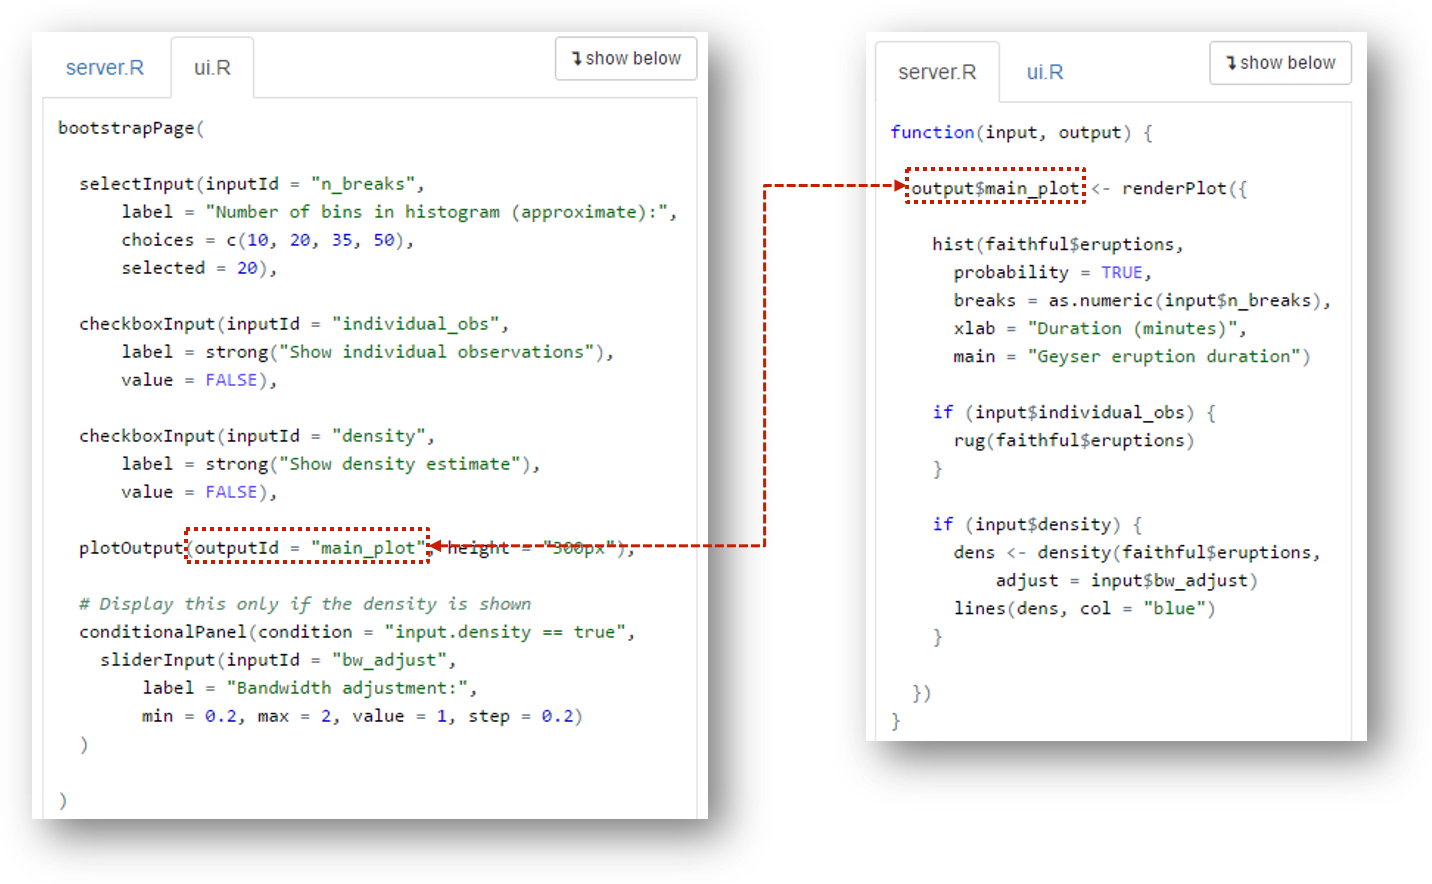 server.R ui.R ↴show below
bootstrapPage(
selectInput(inputId = "n_breaks",
label = "Number of bins in histogram (approximate):",
choices = c(10, 20, 35, 50),
selected = 20),
checkboxInput(inputId = "individual_obs",
label = strong("Show individual observations"),
value = FALSE),
checkboxInput(inputId = "density",
label = strong("Show density estimate"),
value = FALSE),
plotOutput(outputId = "main_plot", height = "300px"),
# Display this only if the density is shown
conditionalPanel(condition = "input.density == true",
sliderInput(inputId = "bw_adjust",
label = "Bandwidth adjustment:",
min = 0.2, max = 2, value = 1, step = 0.2)
)
)
server.R ui.R ↴show below
function(input, output) {
output$main_plot <- renderPlot({
hist(faithful$eruptions,
probability = TRUE,
breaks = as.numeric(input$n_breaks),
xlab = "Duration (minutes)",
main = "Geyser eruption duration")
if (input$individual_obs) {
rug(faithful$eruptions)
}
if (input$density) {
dens <- density(faithful$eruptions,
adjust = input$bw_adjust)
lines(dens, col = "blue")
}
})
}